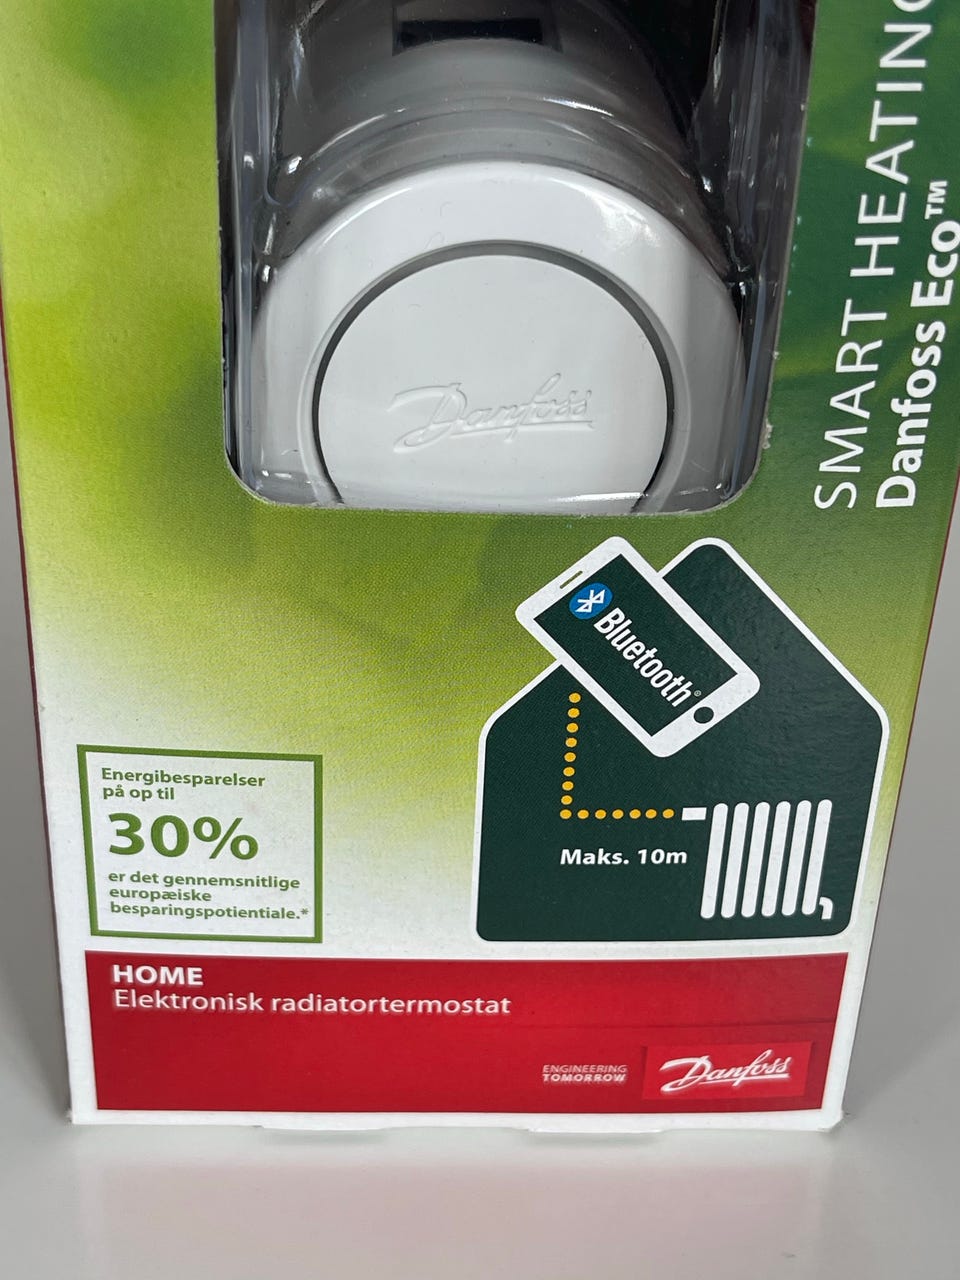 SMART HEATING
Danfoss Eco™
Danfoss
Bluetooth®
Maks. 10m
Energibesparelser
på op til
30%
er det gennemsnitlige
europæiske
besparingspotentiale.*
HOME
Elektronisk radiatortermostat
ENGINEERING
TOMORROW
Danfoss